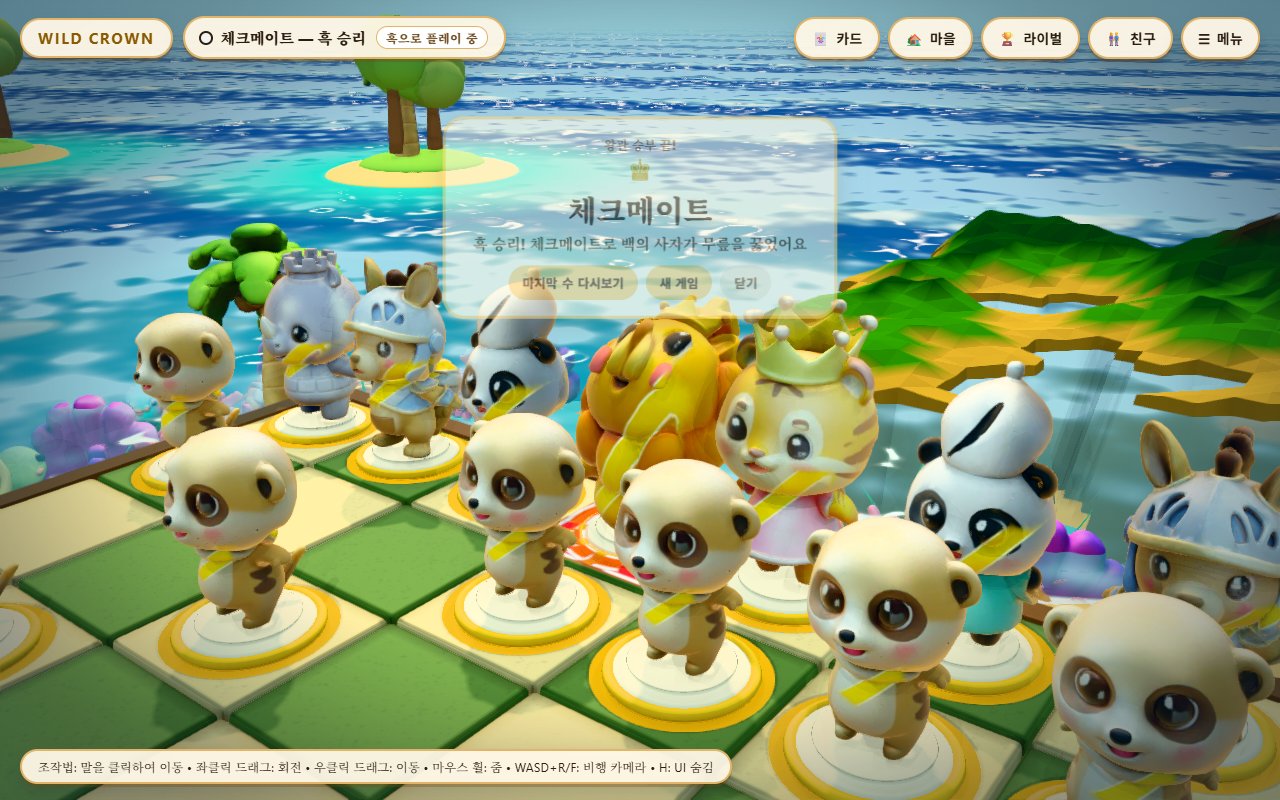 WILD CROWN
체크메이트 — 흑 승리 흑으로 플레이 중
카드
마을
라이벌
친구
☰ 메뉴
왕관 승부 끝!
체크메이트
흑 승리! 체크메이트로 백의 사자가 무릎을 꿇었어요
마지막 수 다시보기 새 게임 닫기
조작법: 말을 클릭하여 이동 • 좌클릭 드래그: 회전 • 우클릭 드래그: 이동 • 마우스 휠: 줌 • WASD+R/F: 비행 카메라 • H: UI 숨김